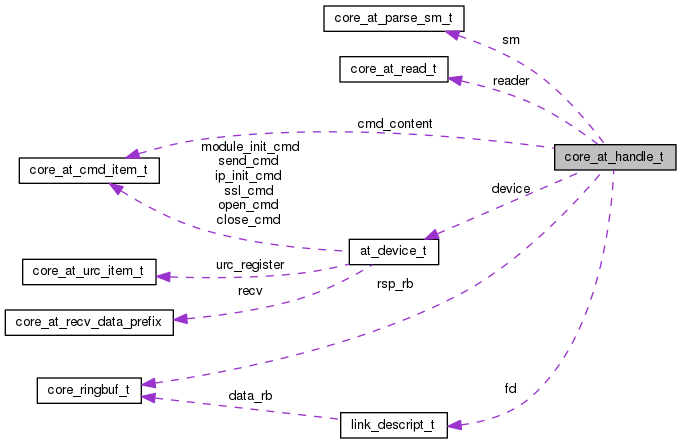 core_at_parse_sm_t
sm
core_at_read_t
reader
cmd_content
module_init_cmd
send_cmd
ip_init_cmd
ssl_cmd
open_cmd
close_cmd
core_at_handle_t
core_at_cmd_item_t
device
at_device_t
urc_register
core_at_urc_item_t
recv
rsp_rb
core_at_recv_data_prefix
core_ringbuf_t
data_rb
fd
link_descript_t